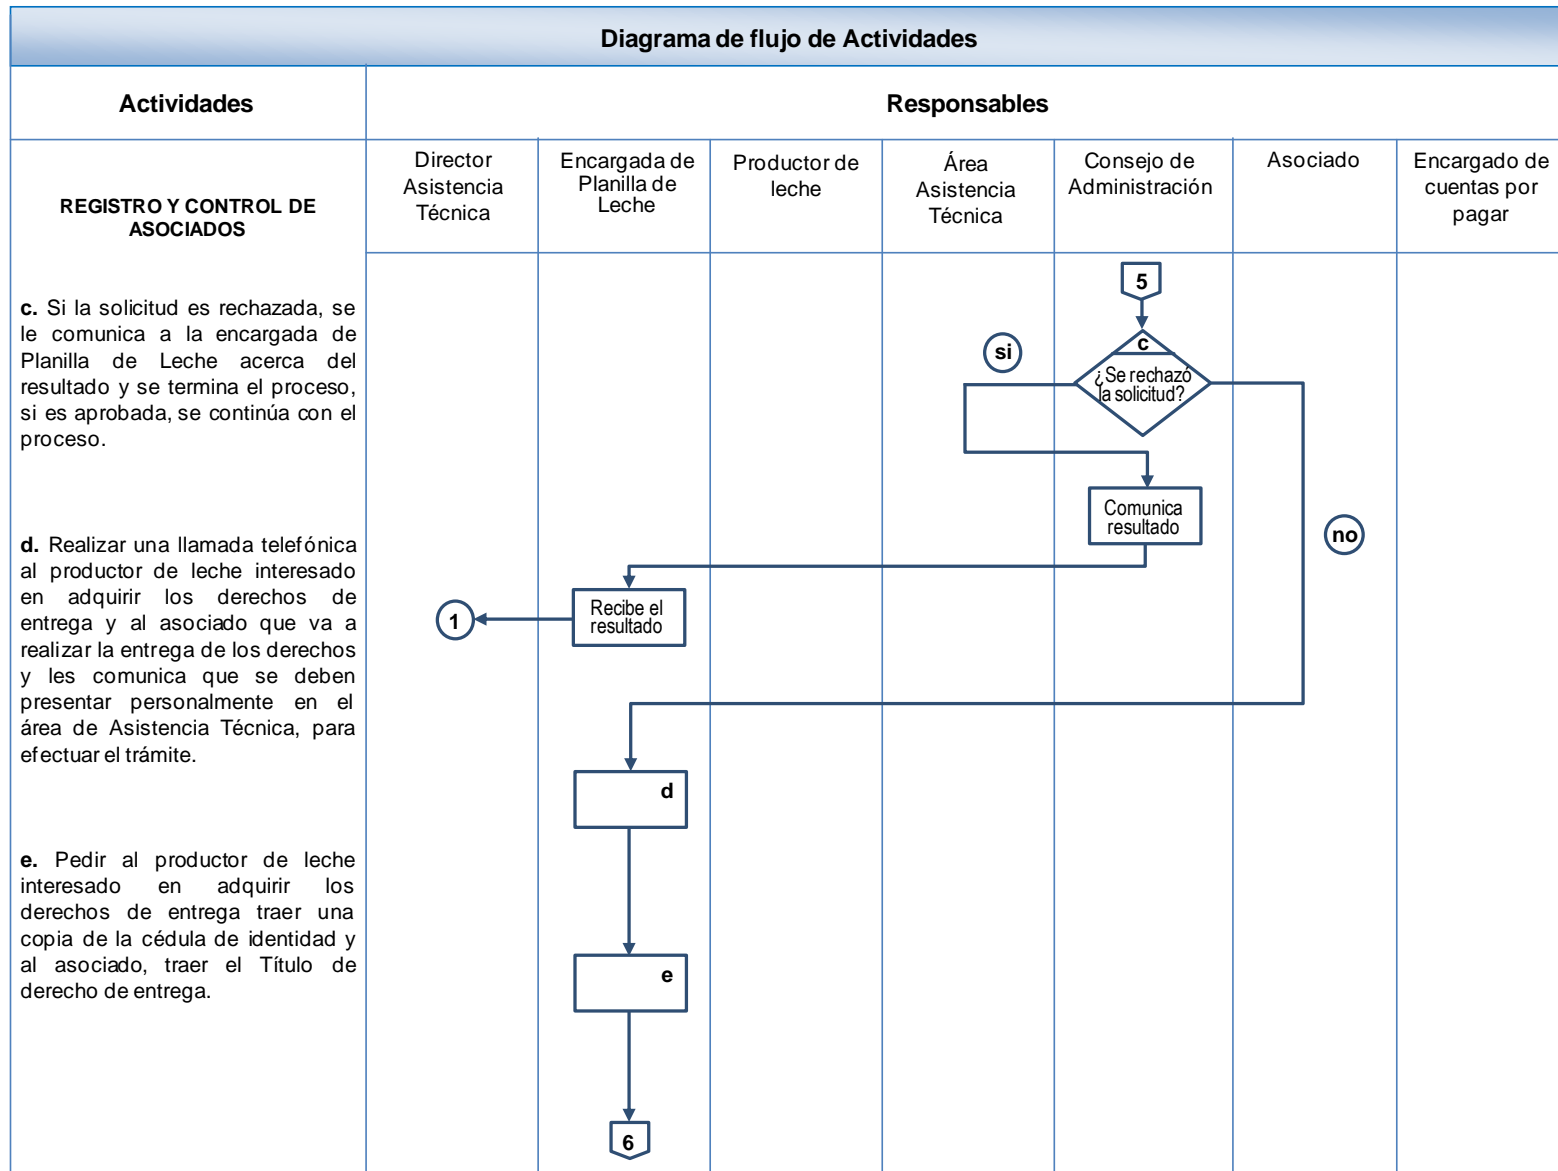 Diagrama de flujo de Actividades
Actividades
Responsables
REGISTRO Y CONTROL DE
ASOCIADOS
Director
Asistencia
Técnica
Encargada de
Planilla de
Leche
Productor de
leche
Área
Asistencia
Técnica
Consejo de
Administración
Asociado
Encargado de
cuentas por
pagar
c. Si la solicitud es rechazada, se
le comunica a la encargada de
Planilla de Leche acerca del
resultado y se termina el proceso,
si es aprobada, se continúa con el
proceso.
d. Realizar una llamada telefónica
al productor de leche interesado
en adquirir los derechos de
entrega y al asociado que va a
realizar la entrega de los derechos
y les comunica que se deben
presentar personalmente en el
área de Asistencia Técnica, para
efectuar el trámite.
e. Pedir al productor de leche
interesado en adquirir los
derechos de entrega traer una
copia de la cédula de identidad y
al asociado, traer el Título de
derecho de entrega.
5
c
¿Se rechazó
la solicitud?
si
no
Comunica
resultado
Recibe el
resultado
1
d
e
6